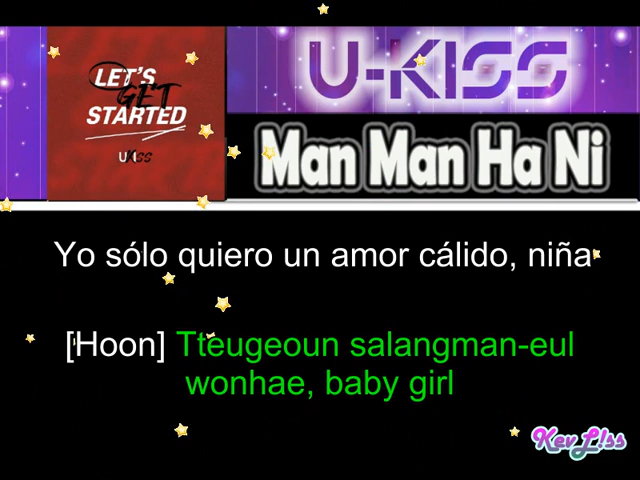 LET'S
GET
STARTED
U-KISS
U-KISS
Man Man Ha Ni
Yo sólo quiero un amor cálido, niña
[Hoon] Tteugeoun salangman-eul
wonhae, baby girl
KevL!ss